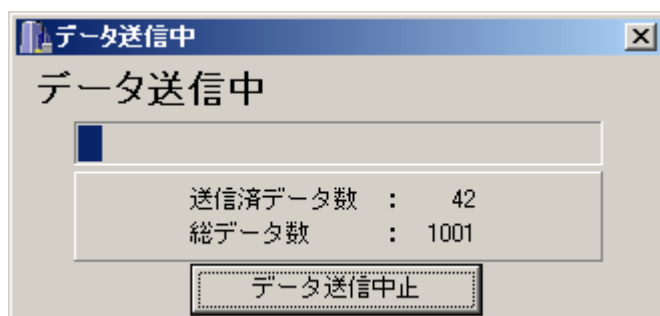 データ送信中
データ送信中
送信済データ数 : 42
総データ数 : 1001
データ送信中止